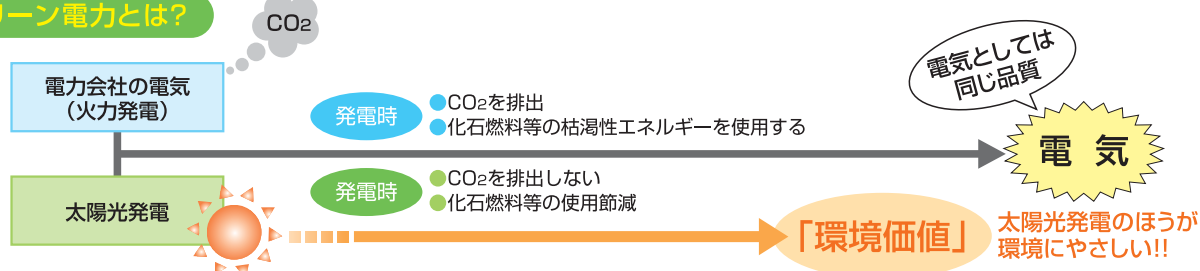 リーン電力とは?
CO2
電力会社の電気
（火力発電）
発電時
●CO2を排出
●化石燃料等の枯渇性エネルギーを使用する
電気としては
同じ品質
電 気
太陽光発電
発電時
●CO2を排出しない
●化石燃料等の使用節減
「環境価値」
太陽光発電のほうが
環境にやさしい!!